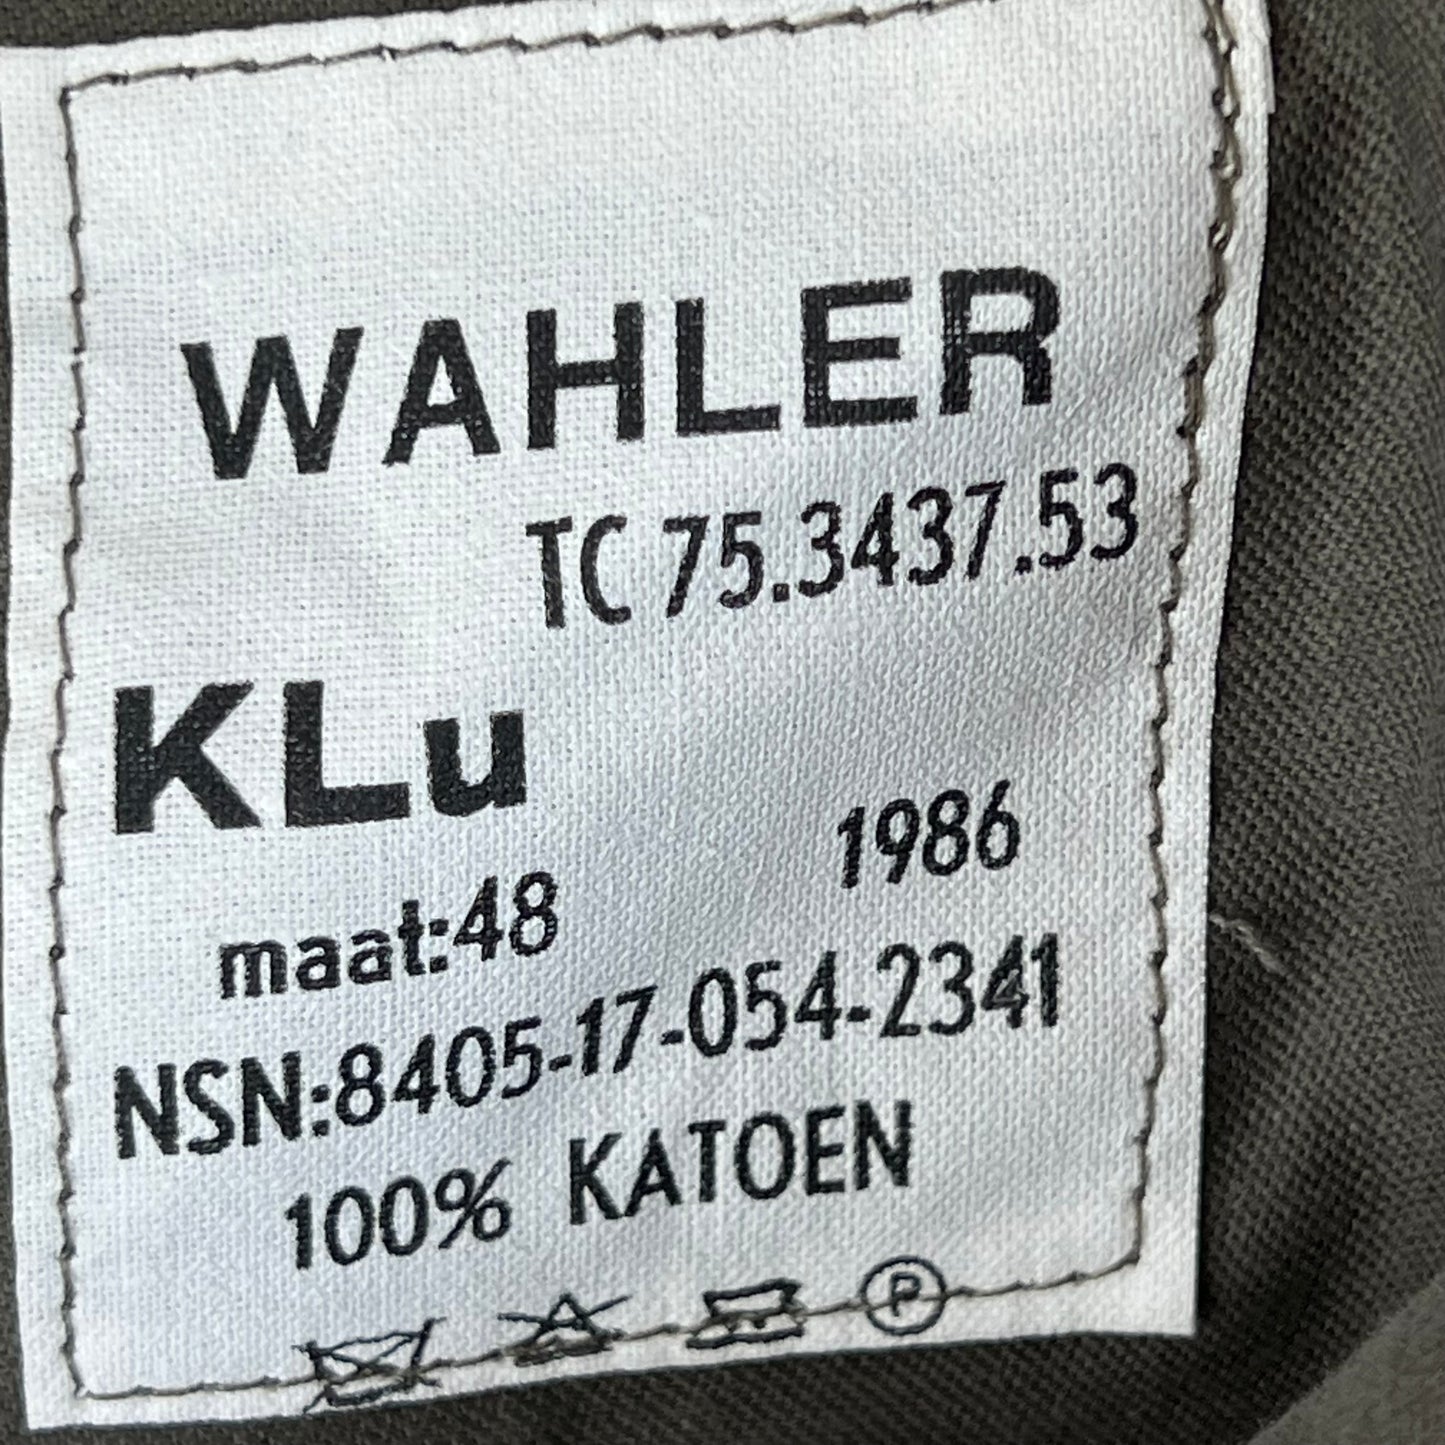 WAHLER
TC 75.3437.53
KLu
maat:48 1986
NSN:8405-17-054-2341
100% KATOEN
A P